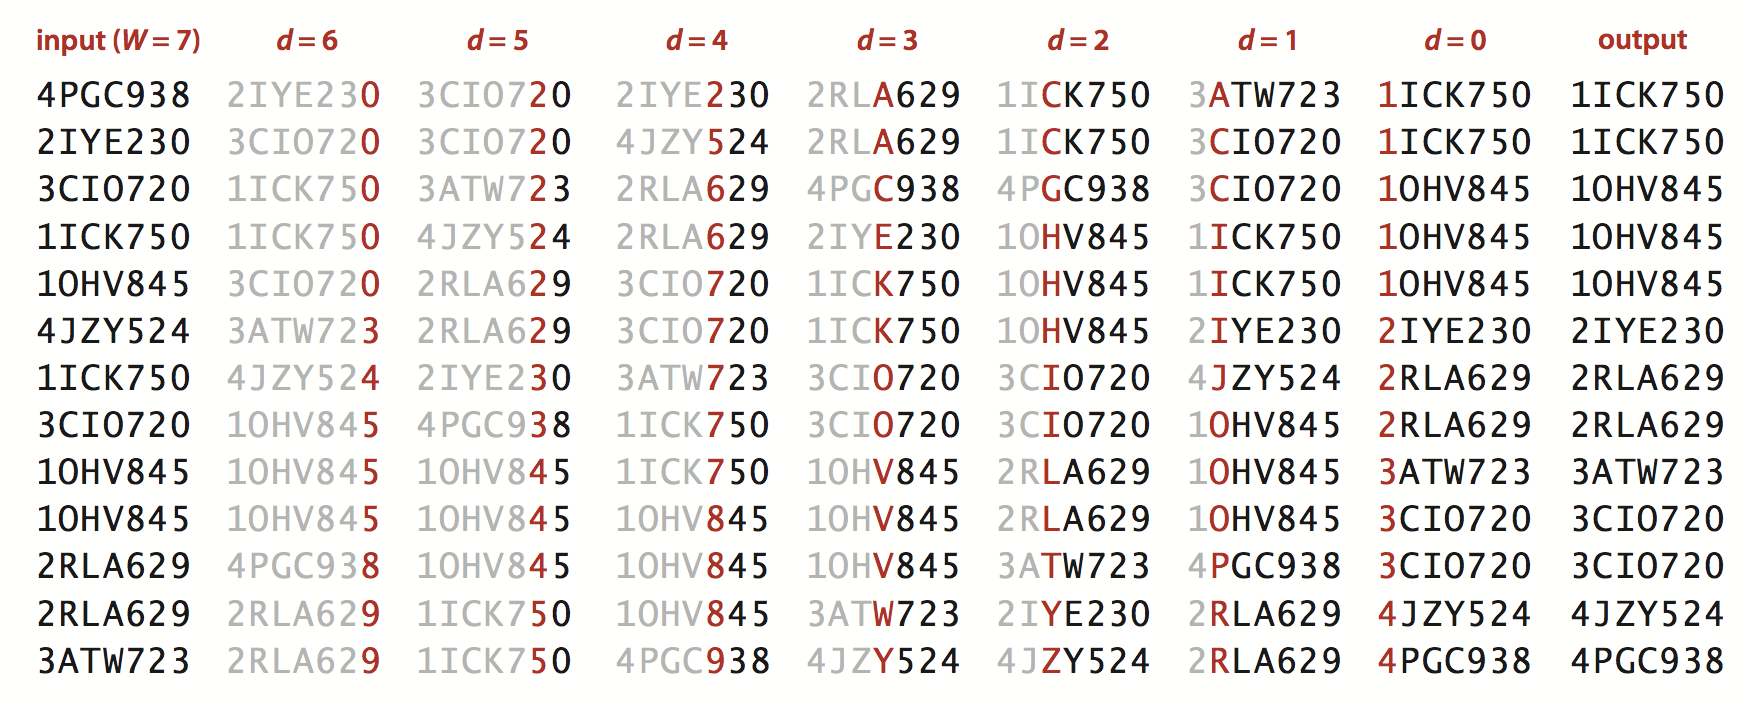 input (W = 7) d = 6 d = 5 d = 4 d = 3 d = 2 d = 1 d = 0 output
4PGC938 2IYE230 3CIO720 2IYE230 2RLA629 1ICK750 3ATW723 1ICK750 1ICK750
2IYE230 3CIO720 3CIO720 4JZY524 2RLA629 1ICK750 3CIO720 1ICK750 1ICK750
3CIO720 1ICK750 3ATW723 2RLA629 4PGC938 4PGC938 3CIO720 1OHV845 1OHV845
1ICK750 1ICK750 4JZY524 2RLA629 2IYE230 1OHV845 1ICK750 1OHV845 1OHV845
1OHV845 3CIO720 2RLA629 3CIO720 1ICK750 1OHV845 1ICK750 1OHV845 1OHV845
4JZY524 3ATW723 2RLA629 3CIO720 1ICK750 1OHV845 2IYE230 2IYE230 2IYE230
1ICK750 4JZY524 2IYE230 3ATW723 3CIO720 3CIO720 4JZY524 2RLA629 2RLA629
3CIO720 1OHV845 4PGC938 1ICK750 3CIO720 3CIO720 1OHV845 2RLA629 2RLA629
1OHV845 1OHV845 1OHV845 1ICK750 1OHV845 2RLA629 1OHV845 3ATW723 3ATW723
1OHV845 1OHV845 1OHV845 1OHV845 1OHV845 2RLA629 1OHV845 3CIO720 3CIO720
2RLA629 4PGC938 1OHV845 1OHV845 1OHV845 3ATW723 4PGC938 3CIO720 3CIO720
2RLA629 2RLA629 1ICK750 1OHV845 3ATW723 2IYE230 2RLA629 4JZY524 4JZY524
3ATW723 2RLA629 1ICK750 4PGC938 4JZY524 4JZY524 2RLA629 4PGC938 4PGC938